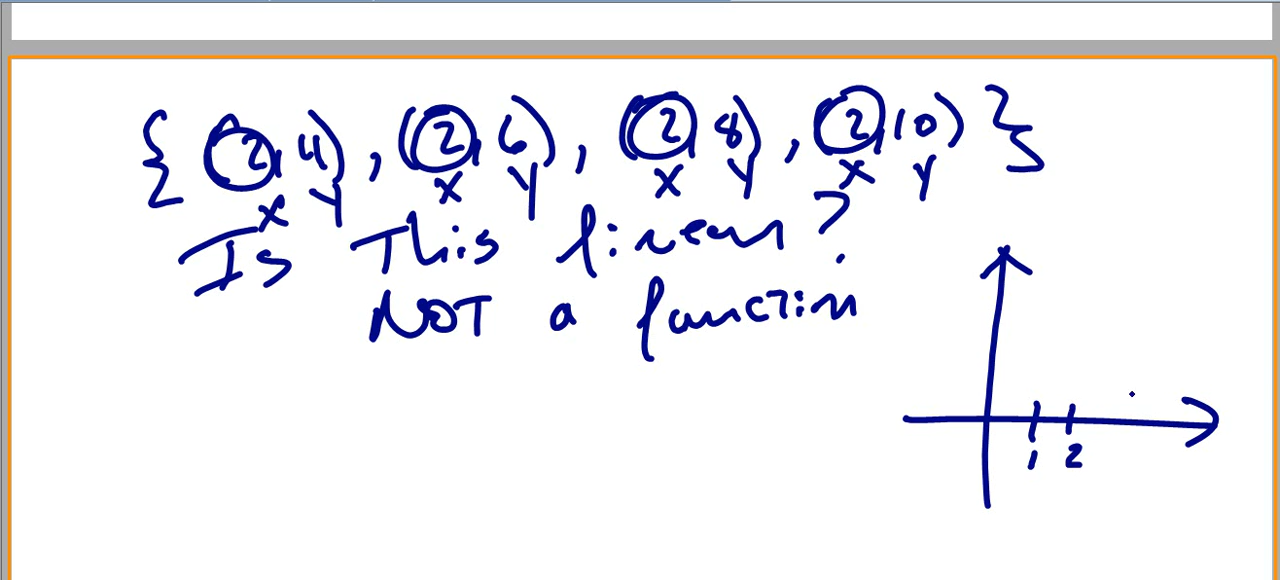 { (2, 4), (2, 6), (2, 8), (2, 10) }
x y x y x y x y
Is This linear?
NOT a function
1 2